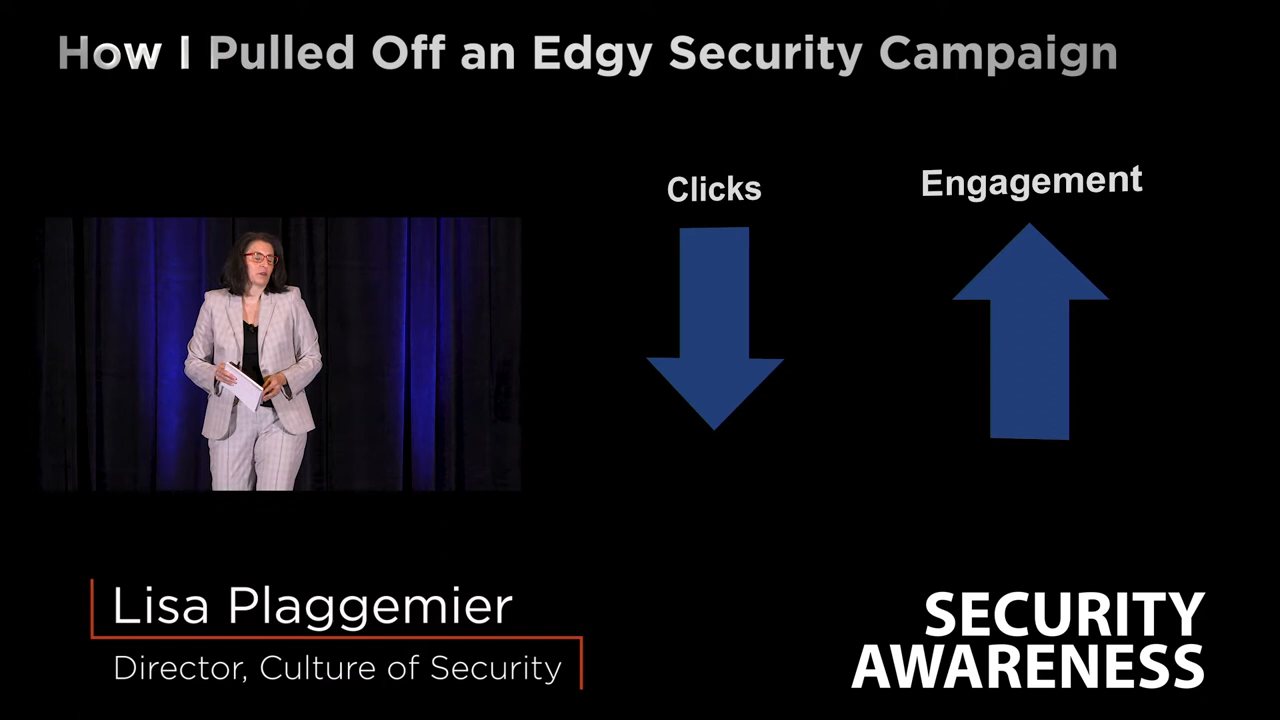 How I Pulled Off an Edgy Security Campaign
Clicks
Engagement
Lisa Plaggemier
Director, Culture of Security
SECURITY
AWARENESS